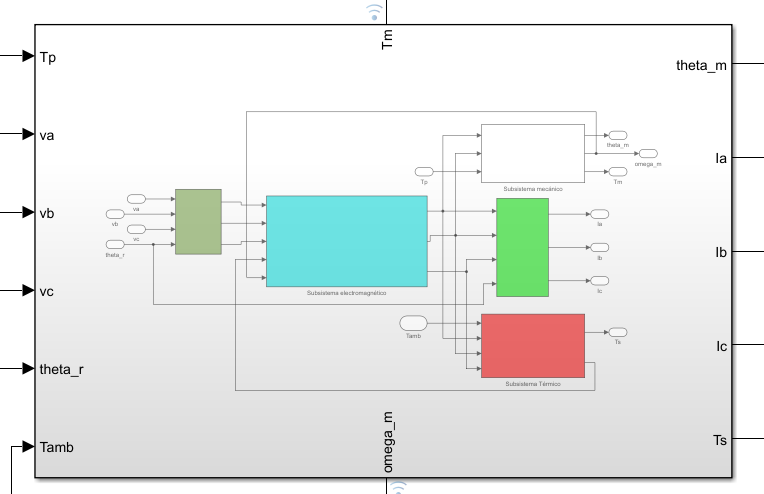 Tm
Tp
va
vb
vc
theta_r
Tamb
theta_m
Ia
Ib
Ic
Ts
omega_m
va
vb
vc
theta_r
Subsistema electromagnético
Tp
Subsistema mecánico
theta_m
omega_m
Tm
Ia
Ib
Ic
Tamb
Subsistema Térmico
Ts